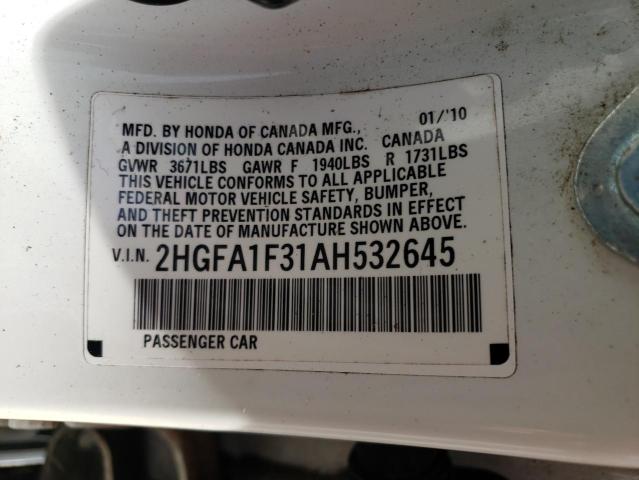 MFD. BY HONDA OF CANADA MFG., 01/'10
A DIVISION OF HONDA CANADA INC. CANADA
GVWR 3671LBS GAWR F 1940LBS R 1731LBS
THIS VEHICLE CONFORMS TO ALL APPLICABLE
FEDERAL MOTOR VEHICLE SAFETY, BUMPER,
AND THEFT PREVENTION STANDARDS IN EFFECT
ON THE DATE OF MANUFACTURE SHOWN ABOVE.
V.I.N. 2HGFA1F31AH532645
PASSENGER CAR